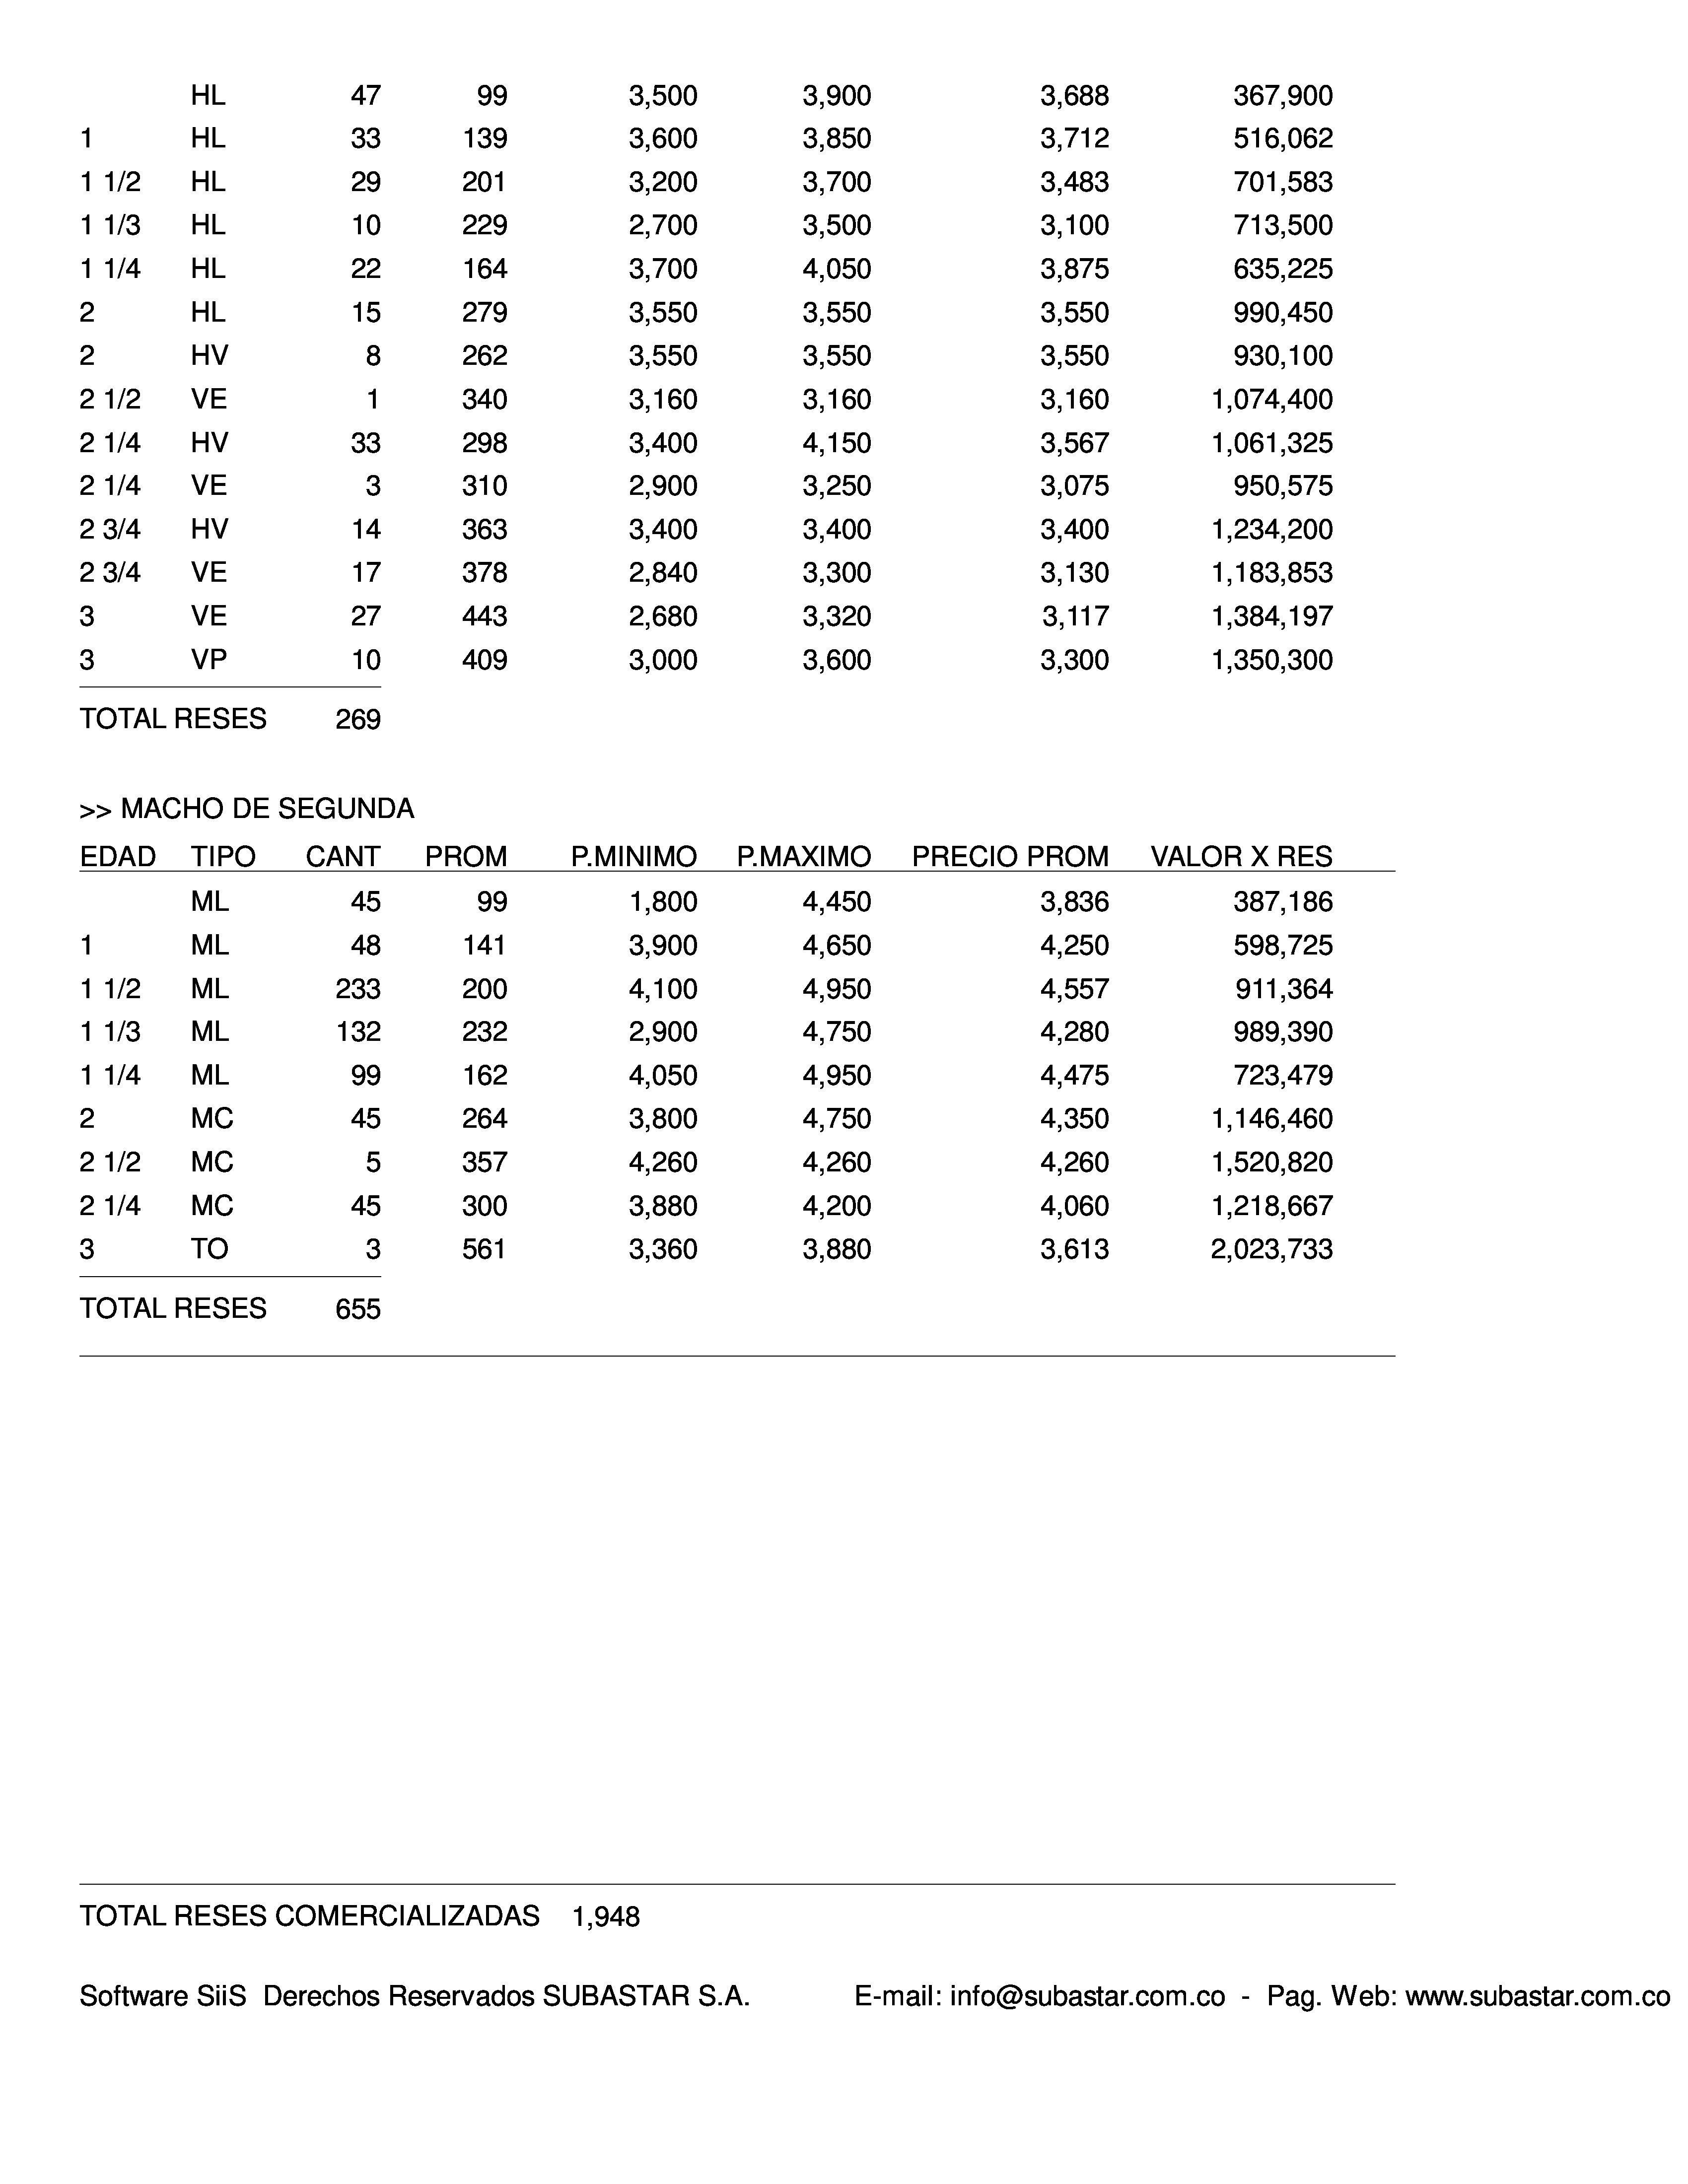 HL 47 99 3,500 3,900 3,688 367,900
1 HL 33 139 3,600 3,850 3,712 516,062
1 1/2 HL 29 201 3,200 3,700 3,483 701,583
1 1/3 HL 10 229 2,700 3,500 3,100 713,500
1 1/4 HL 22 164 3,700 4,050 3,875 635,225
2 HL 15 279 3,550 3,550 3,550 990,450
2 HV 8 262 3,550 3,550 3,550 930,100
2 1/2 VE 1 340 3,160 3,160 3,160 1,074,400
2 1/4 HV 33 298 3,400 4,150 3,567 1,061,325
2 1/4 VE 3 310 2,900 3,250 3,075 950,575
2 3/4 HV 14 363 3,400 3,400 3,400 1,234,200
2 3/4 VE 17 378 2,840 3,300 3,130 1,183,853
3 VE 27 443 2,680 3,320 3,117 1,384,197
3 VP 10 409 3,000 3,600 3,300 1,350,300
TOTAL RESES 269
>> MACHO DE SEGUNDA
EDAD TIPO CANT PROM P.MINIMO P.MAXIMO PRECIO PROM VALOR X RES
ML 45 99 1,800 4,450 3,836 387,186
1 ML 48 141 3,900 4,650 4,250 598,725
1 1/2 ML 233 200 4,100 4,950 4,557 911,364
1 1/3 ML 132 232 2,900 4,750 4,280 989,390
1 1/4 ML 99 162 4,050 4,950 4,475 723,479
2 MC 45 264 3,800 4,750 4,350 1,146,460
2 1/2 MC 5 357 4,260 4,260 4,260 1,520,820
2 1/4 MC 45 300 3,880 4,200 4,060 1,218,667
3 TO 3 561 3,360 3,880 3,613 2,023,733
TOTAL RESES 655
TOTAL RESES COMERCIALIZADAS 1,948
Software SiiS Derechos Reservados SUBASTAR S.A. E-mail: info@subastar.com.co - Pag. Web: www.subastar.com.co